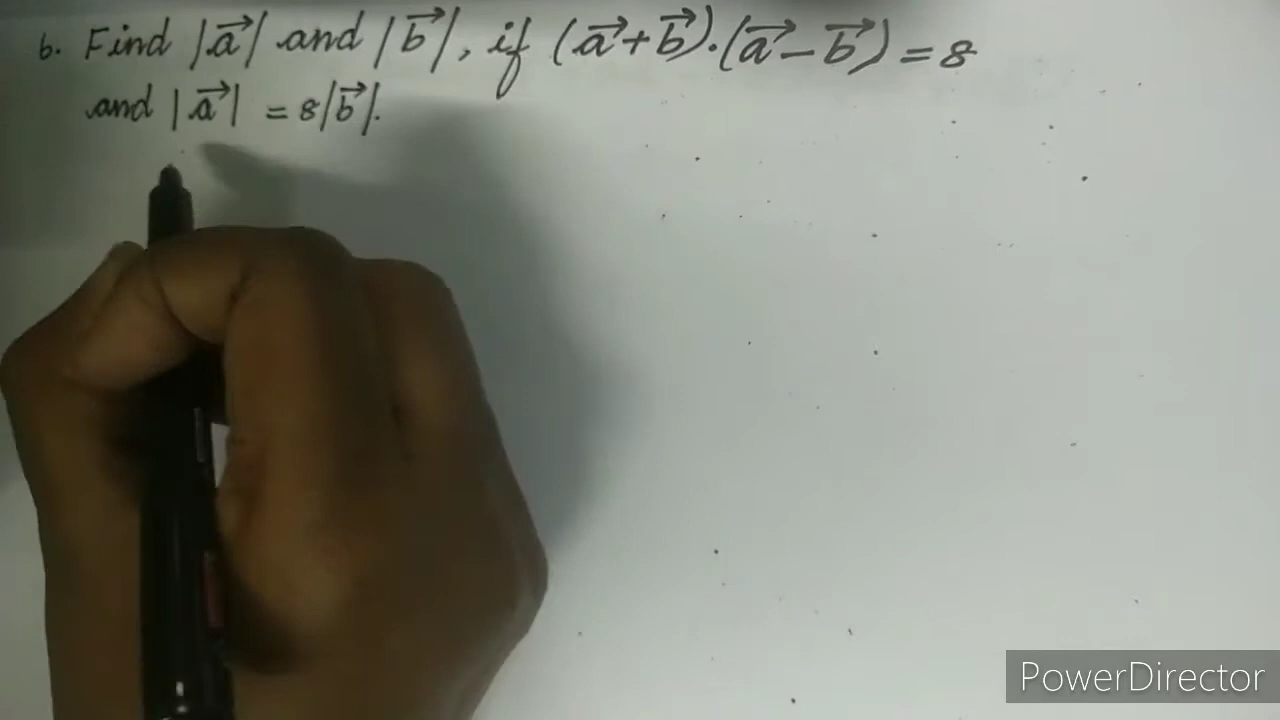 6. Find |a⃗| and |b⃗|, if (a⃗+b⃗).(a⃗-b⃗) = 8
and |a⃗| = 8|b⃗|.
PowerDirector